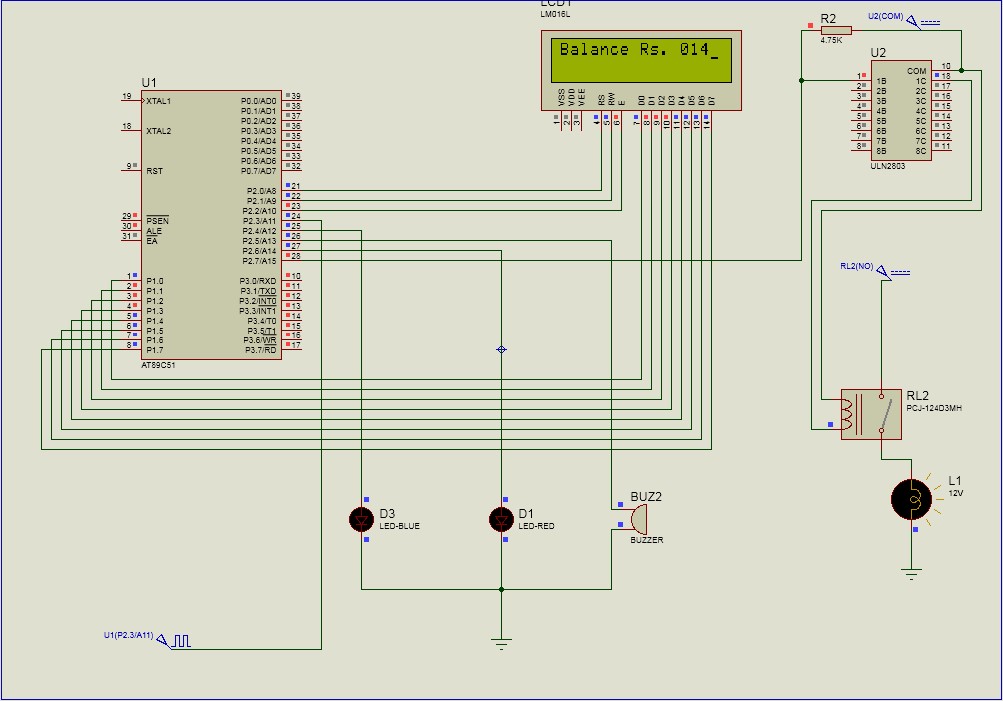 LCD1
LM016L
Balance Rs. 014_
VSS VDD VEE RS RW E D0 D1 D2 D3 D4 D5 D6 D7
1 2 3 4 5 6 7 8 9 10 11 12 13 14
R2
4.75K
U2(COM)
U2
COM 10
1 1B 1C 18
2 2B 2C 17
3 3B 3C 16
4 4B 4C 15
5 5B 5C 14
6 6B 6C 13
7 7B 7C 12
8 8B 8C 11
ULN2803
U1
19 XTAL1 P0.0/AD0 39
P0.1/AD1 38
P0.2/AD2 37
18 XTAL2 P0.3/AD3 36
P0.4/AD4 35
P0.5/AD5 34
P0.6/AD6 33
9 RST P0.7/AD7 32
P2.0/A8 21
P2.1/A9 22
P2.2/A10 23
29 PSEN P2.3/A11 24
30 ALE P2.4/A12 25
31 EA P2.5/A13 26
P2.6/A14 27
P2.7/A15 28
1 P1.0 P3.0/RXD 10
2 P1.1 P3.1/TXD 11
3 P1.2 P3.2/INT0 12
4 P1.3 P3.3/INT1 13
5 P1.4 P3.4/T0 14
6 P1.5 P3.5/T1 15
7 P1.6 P3.6/WR 16
8 P1.7 P3.7/RD 17
AT89C51
RL2(NO)
RL2
PCJ-124D3MH
L1
12V
D3
LED-BLUE
D1
LED-RED
BUZ2
BUZZER
U1(P2.3/A11)